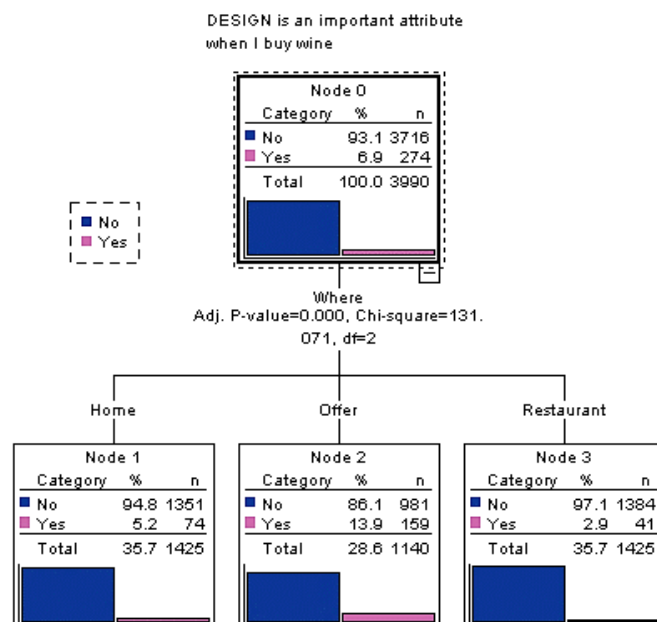 DESIGN is an important attribute
when I buy wine
Node 0
Category % n
No 93.1 3716
Yes 6.9 274
Total 100.0 3990
No
Yes
Where
Adj. P-value=0.000, Chi-square=131.
071, df=2
Home Offer Restaurant
Node 1 Node 2 Node 3
Category % n Category % n Category % n
No 94.8 1351 No 86.1 981 No 97.1 1384
Yes 5.2 74 Yes 13.9 159 Yes 2.9 41
Total 35.7 1425 Total 28.6 1140 Total 35.7 1425